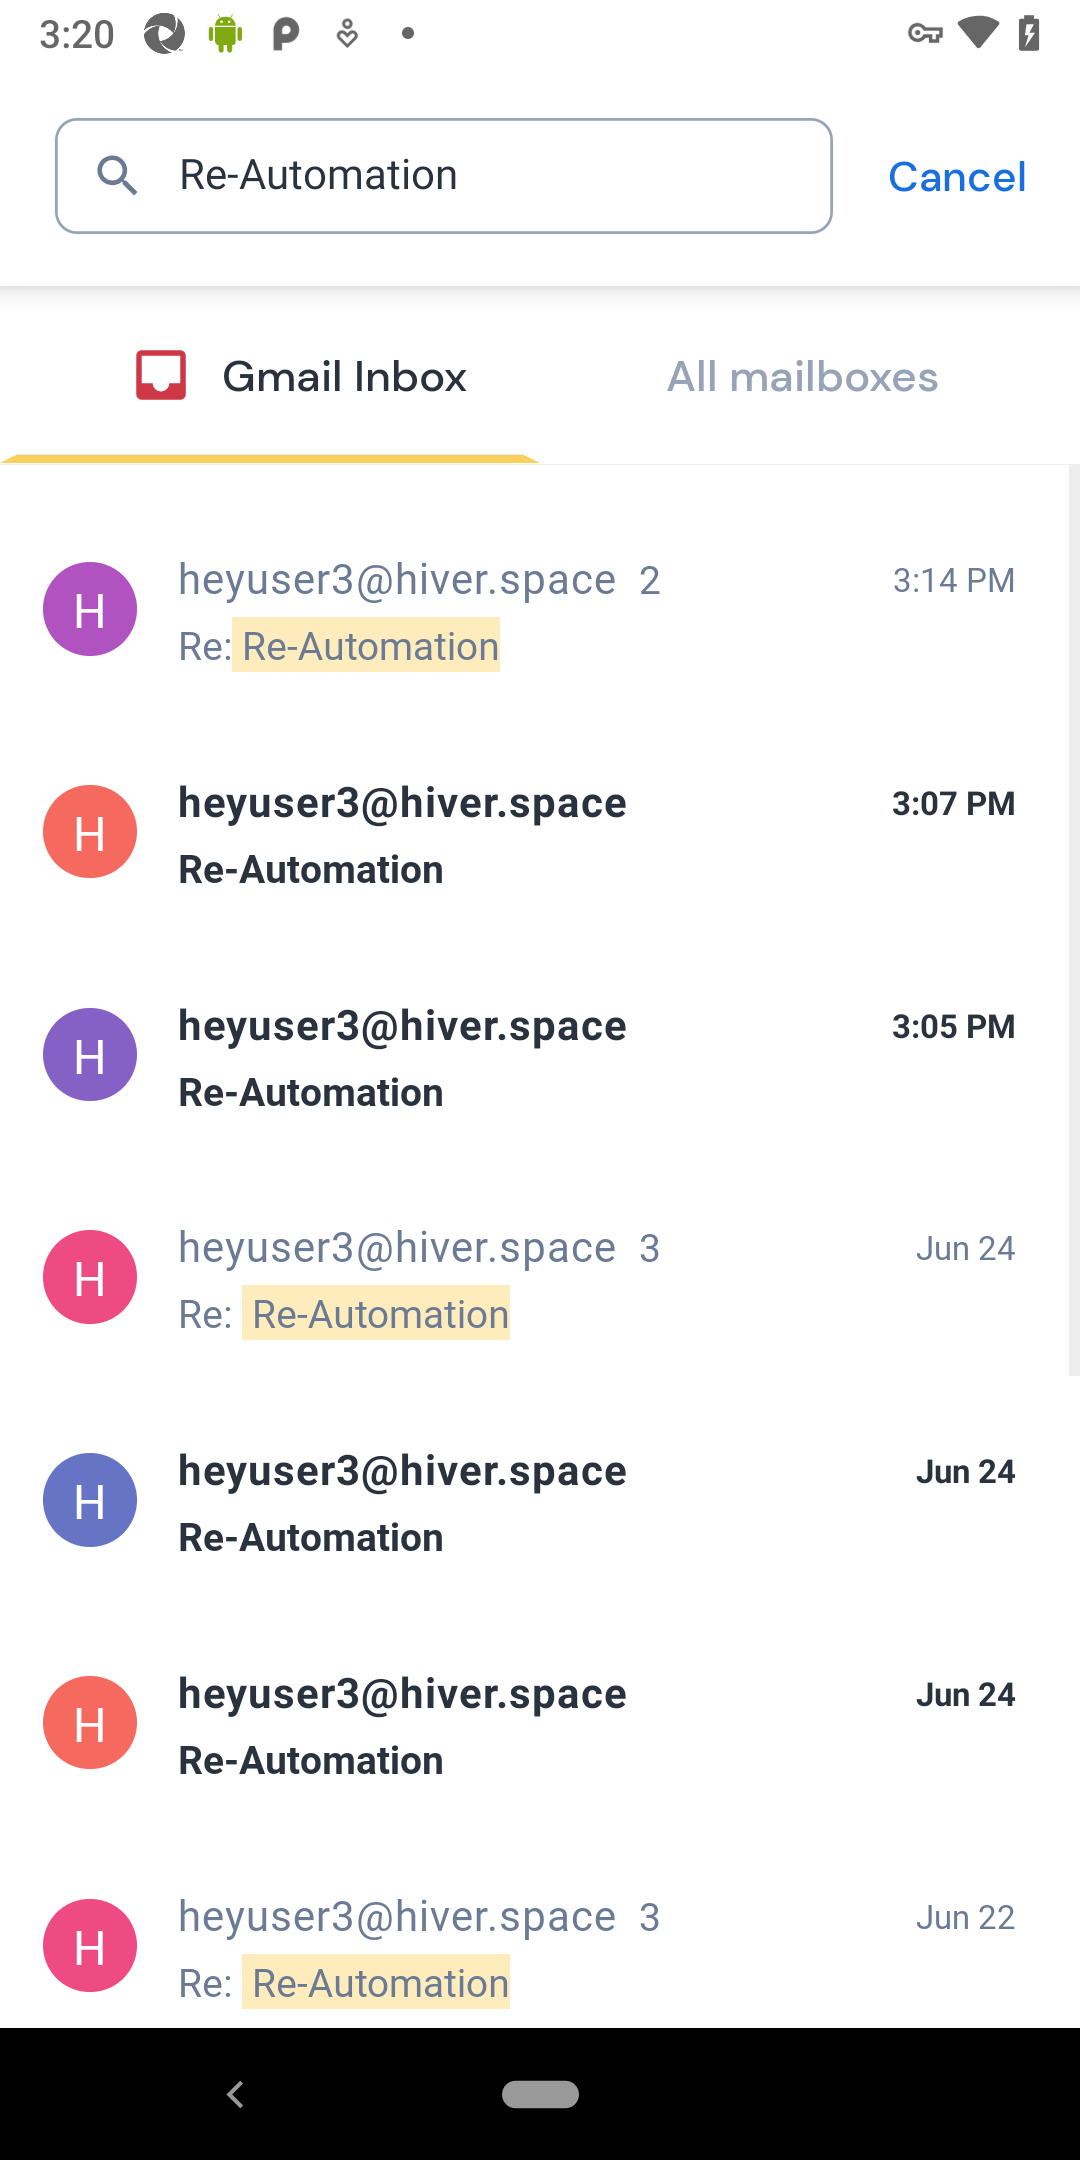 3:20
Re-Automation
Cancel
Gmail Inbox
All mailboxes
H
heyuser3@hiver.space 2
3:14 PM
Re: Re-Automation
H
heyuser3@hiver.space
3:07 PM
Re-Automation
H
heyuser3@hiver.space
3:05 PM
Re-Automation
H
heyuser3@hiver.space 3
Jun 24
Re: Re-Automation
H
heyuser3@hiver.space
Jun 24
Re-Automation
H
heyuser3@hiver.space
Jun 24
Re-Automation
H
heyuser3@hiver.space 3
Jun 22
Re: Re-Automation